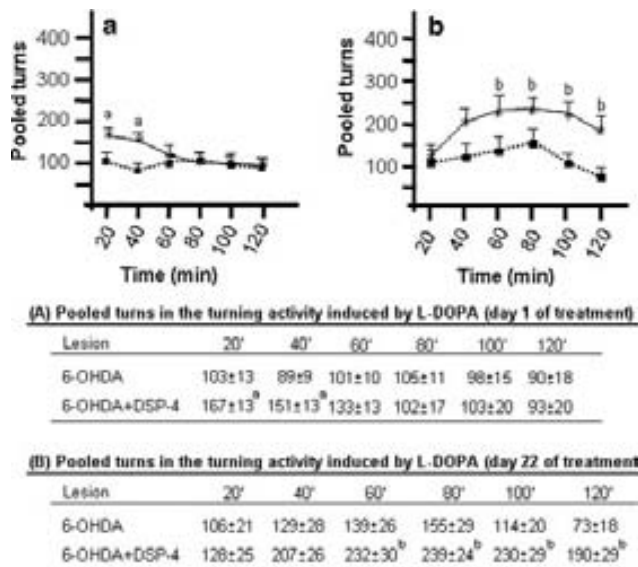 a
b
Pooled turns
400
300
200
100
a
a
20
40
60
80
100
120
Time (min)
Pooled turns
400
300
200
100
b
b
b
b
20
40
60
80
100
120
Time (min)
(A) Pooled turns in the turning activity induced by L-DOPA (day 1 of treatment)
Lesion 20' 40' 60' 80' 100' 120'
6-OHDA 103±13 89±9 101±10 105±11 98±15 90±18
6-OHDA+DSP-4 167±13a 151±13a 133±13 102±17 103±20 93±20
(B) Pooled turns in the turning activity induced by L-DOPA (day 22 of treatment
Lesion 20' 40' 60' 80' 100' 120'
6-OHDA 106±21 129±28 139±26 155±29 114±20 73±18
6-OHDA+DSP-4 128±25 207±26 232±30b 239±24b 230±29b 190±29b